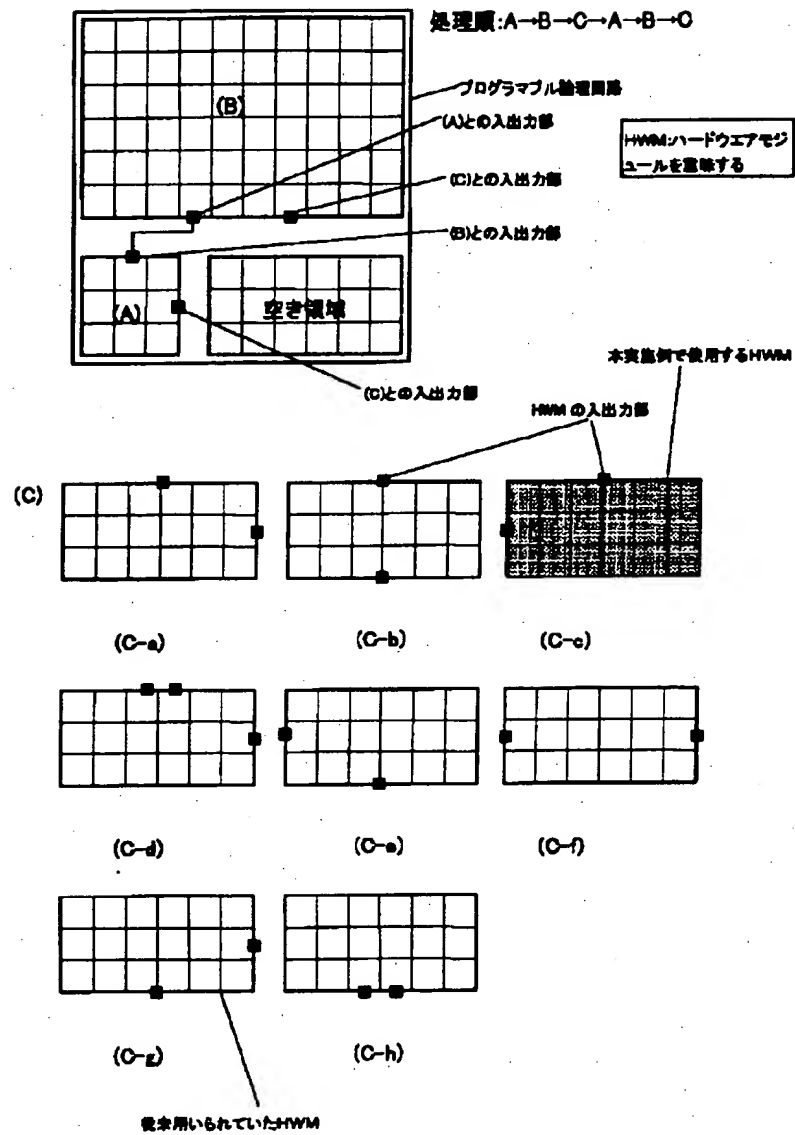 処理順:A→B→C→A→B→C
(B)
プログラマブル論理回路
(A)との入出力部
HWM:ハードウエアモジ
ュールを意味する
(C)との入出力部
(B)との入出力部
(A)
空き領域
(C)との入出力部
本実施例で使用するHWM
HWM の入出力部
(C)
(C-a)
(C-b)
(C-c)
(C-d)
(C-e)
(C-f)
(C-g)
(C-h)
従来用いられていたHWM